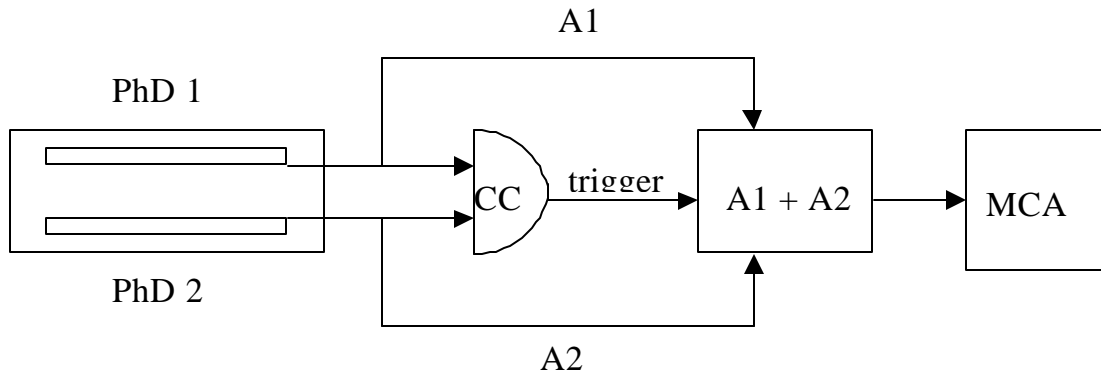 A1
PhD 1
CC
trigger
A1 + A2
MCA
PhD 2
A2